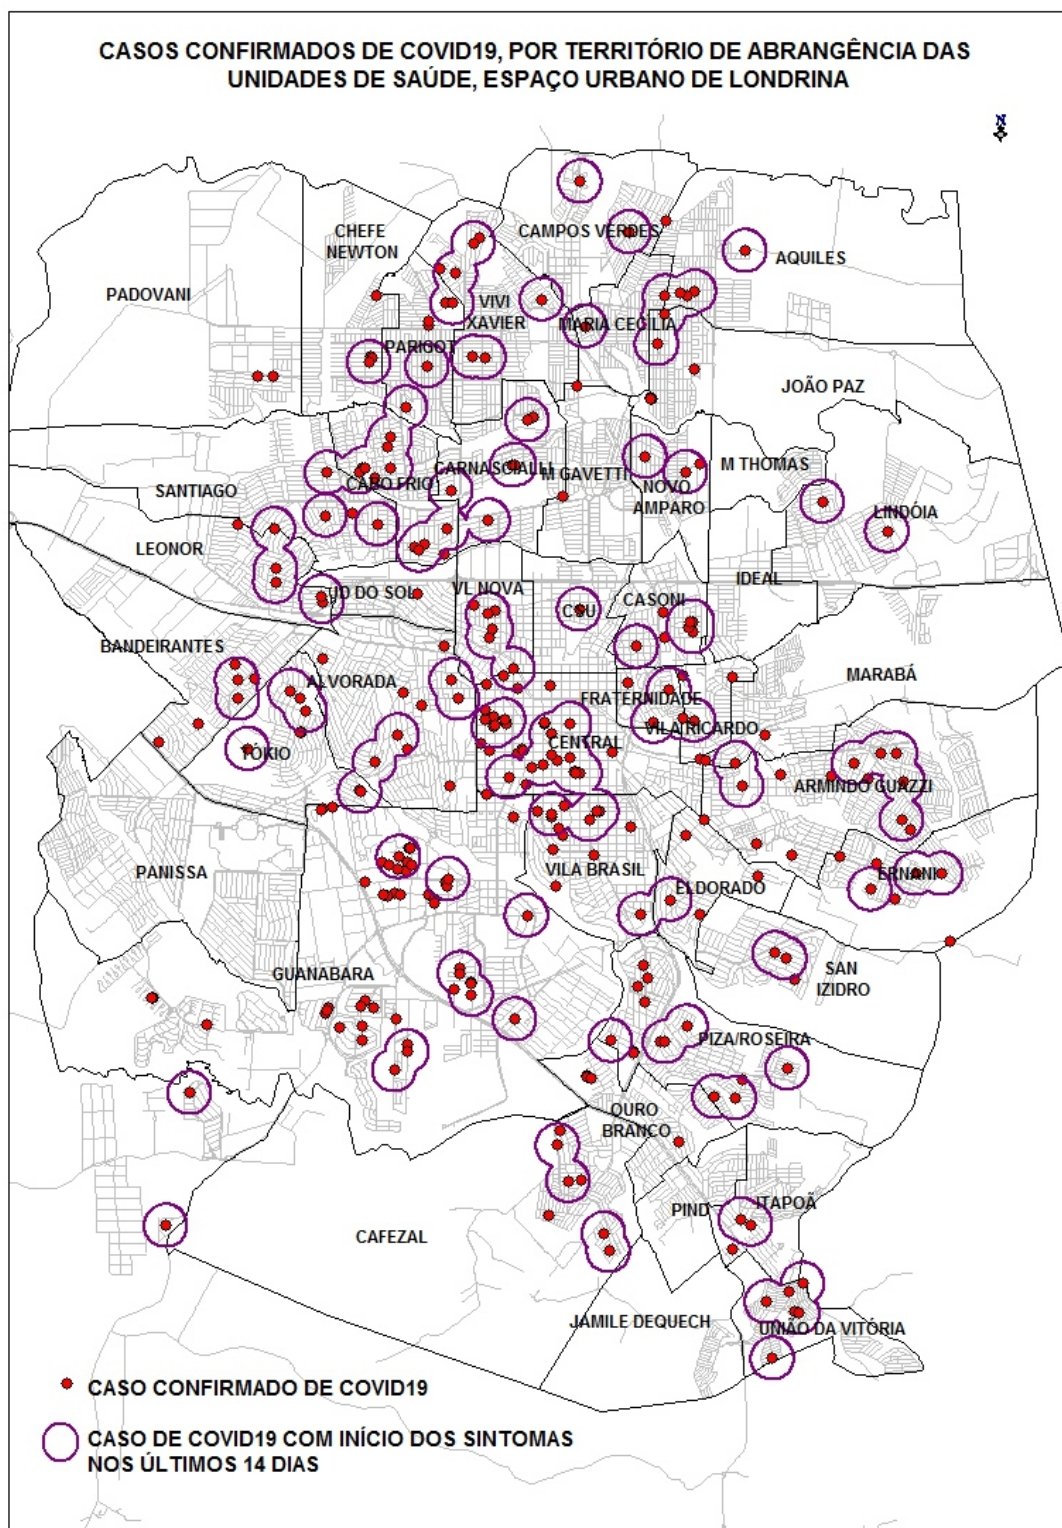 CASOS CONFIRMADOS DE COVID19, POR TERRITÓRIO DE ABRANGÊNCIA DAS
UNIDADES DE SAÚDE, ESPAÇO URBANO DE LONDRINA
N
CHEFE
NEWTON
CAMPOS VERDES
AQUILES
PADOVANI
VIVI
XAVIER
MARIA CECÍLIA
PARIGOT
JOÃO PAZ
CARNASCIALLI
M GAVETTI
M THOMAS
CABO FRIO
SANTIAGO
NOVO
AMPARO
LINDÓIA
LEONOR
IDEAL
JD DO SOL
VL NOVA
CSU
CASONI
BANDEIRANTES
ALVORADA
MARABÁ
FRATERNIDADE
VILA RICARDO
CENTRAL
TÓKIO
ARMINDO GUAZZI
PANISSA
VILA BRASIL
ELDORADO
ERNANI
GUANABARA
SAN
IZIDRO
PIZA/ROSEIRA
OURO
BRANCO
PIND
ITAPOÃ
CAFEZAL
JAMILE DEQUECH
UNIÃO DA VITÓRIA
CASO CONFIRMADO DE COVID19
CASO DE COVID19 COM INÍCIO DOS SINTOMAS
NOS ÚLTIMOS 14 DIAS